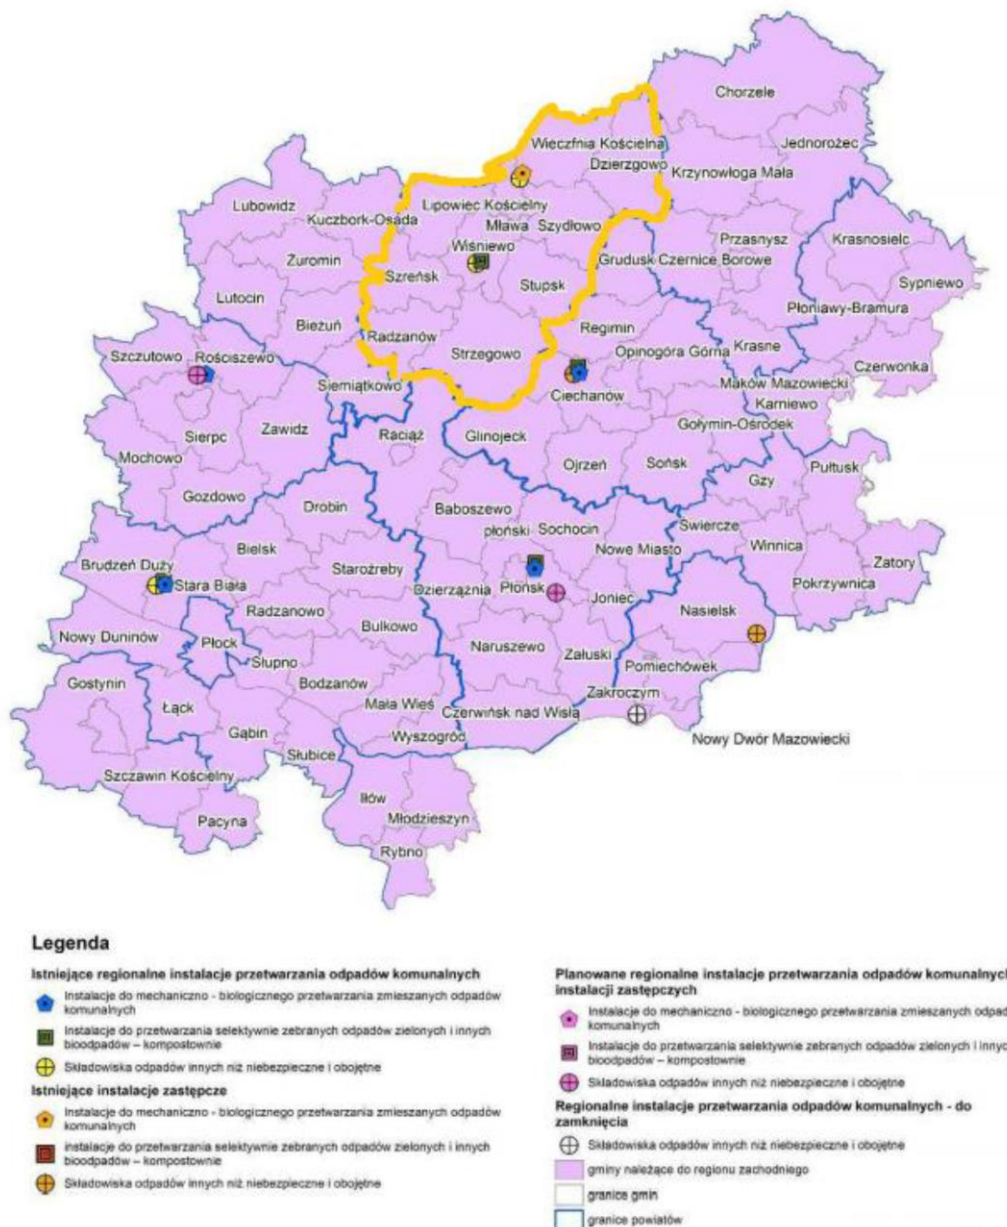 Chorzele
Jednorożec
Wieczfnia Kościelna
Dzierzgowo
Krzynowłoga Mała
Lubowidz
Kuczbork-Osada
Lipowiec Kościelny
Mława
Szydłowo
Przasnysz
Krasnosielc
Żuromin
Wiśniewo
Grudusk
Czernice Borowe
Szreńsk
Stupsk
Sypniewo
Lutocin
Bieżuń
Radzanów
Regimin
Płoniawy-Bramura
Szczutowo
Rościszewo
Strzegowo
Opinogóra Górna
Krasne
Czerwonka
Siemiątkowo
Ciechanów
Maków Mazowiecki
Karniewo
Sierpc
Zawidz
Raciąż
Glinojeck
Gołymin-Ośrodek
Mochowo
Ojrzeń
Sońsk
Pułtusk
Gozdowo
Gzy
Drobin
Baboszewo
płoński
Sochocin
Świercze
Bielsk
Nowe Miasto
Winnica
Brudzeń Duży
Staroźreby
Zatory
Stara Biała
Dzierzążnia
Płońsk
Joniec
Pokrzywnica
Radzanowo
Nasielsk
Nowy Duninów
Bulkowo
Płock
Naruszewo
Załuski
Słupno
Pomiechówek
Gostynin
Bodzanów
Łąck
Mała Wieś
Zakroczym
Czerwińsk nad Wisłą
Gąbin
Wyszogród
Nowy Dwór Mazowiecki
Słubice
Szczawin Kościelny
Iłów
Pacyna
Młodzieszyn
Rybno
Legenda
Istniejące regionalne instalacje przetwarzania odpadów komunalnych
Instalacje do mechaniczno - biologicznego przetwarzania zmieszanych odpadów
komunalnych
Instalacje do przetwarzania selektywnie zebranych odpadów zielonych i innych
bioodpadów – kompostownie
Składowiska odpadów innych niż niebezpieczne i obojętne
Istniejące instalacje zastępcze
Instalacje do mechaniczno - biologicznego przetwarzania zmieszanych odpadów
komunalnych
instalacje do przetwarzania selektywnie zebranych odpadów zielonych i innych
bioodpadów – kompostownie
Składowiska odpadów innych niż niebezpieczne i obojętne
Planowane regionalne instalacje przetwarzania odpadów komunalnych
instalacji zastępczych
Instalacje do mechaniczno - biologicznego przetwarzania zmieszanych odpad
komunalnych
Instalacje do przetwarzania selektywnie zebranych odpadów zielonych i innyc
bioodpadów – kompostownie
Składowiska odpadów innych niż niebezpieczne i obojętne
Regionalne instalacje przetwarzania odpadów komunalnych - do
zamknięcia
Składowiska odpadów innych niż niebezpieczne i obojętne
gminy należące do regionu zachodniego
granice gmin
granice powiatów